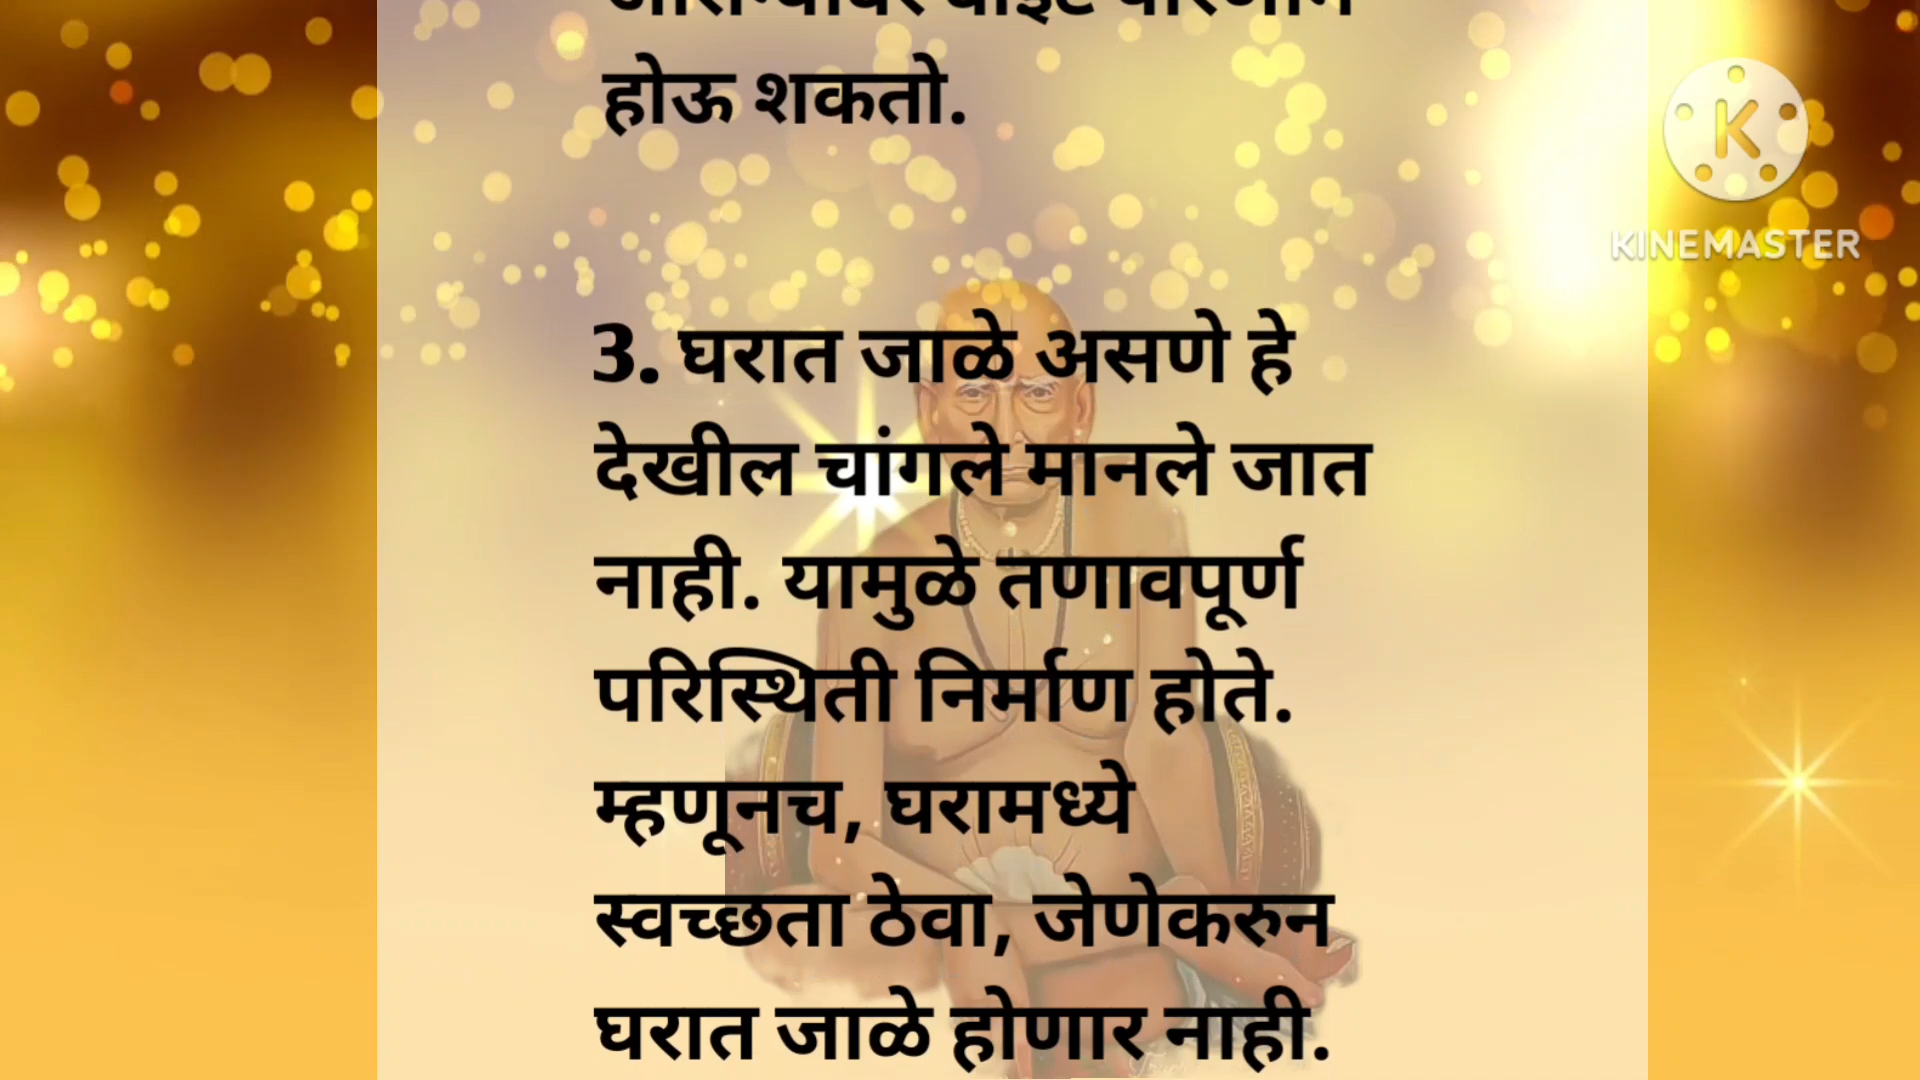 होऊ शकतो.
KINEMASTER
3. घरात जाळे असणे हे
देखील चांगले मानले जात
नाही. यामुळे तणावपूर्ण
परिस्थिती निर्माण होते.
म्हणूनच, घरामध्ये
स्वच्छता ठेवा, जेणेकरुन
घरात जाळे होणार नाही.